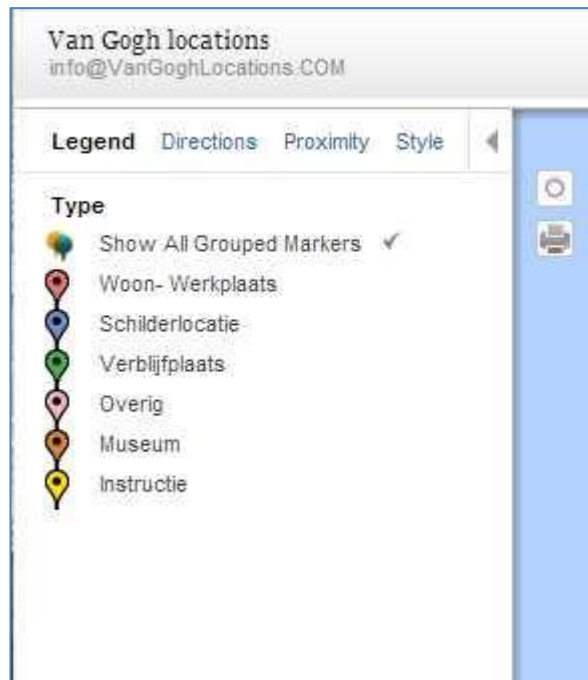 Van Gogh locations
info@VanGoghLocations.COM
Legend Directions Proximity Style
Type
Show All Grouped Markers
Woon- Werkplaats
Schilderlocatie
Verblijfplaats
Overig
Museum
Instructie